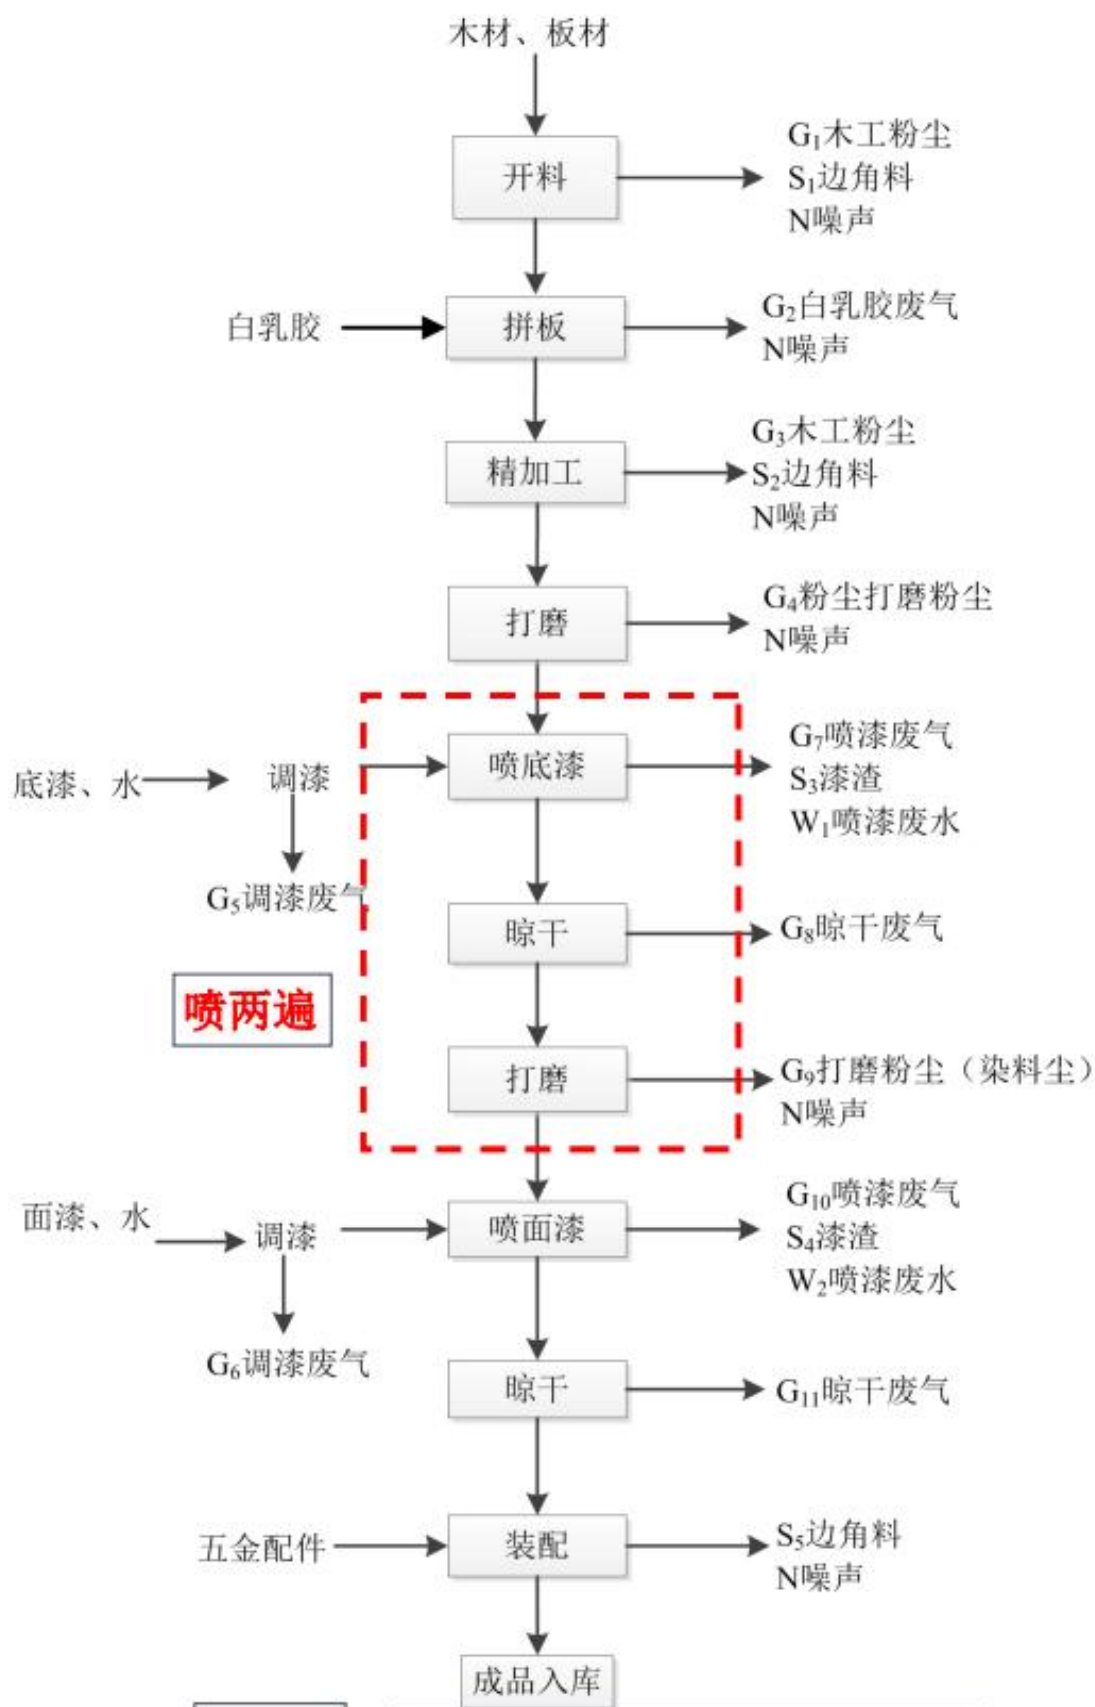 木材、板材
开料
G₁木工粉尘
S₁边角料
N噪声
白乳胶
拼板
G₂白乳胶废气
N噪声
精加工
G₃木工粉尘
S₂边角料
N噪声
打磨
G₄粉尘打磨粉尘
N噪声
底漆、水
调漆
喷底漆
G₇喷漆废气
S₃漆渣
W₁喷漆废水
G₅调漆废气
晾干
G₈晾干废气
喷两遍
打磨
G₉打磨粉尘（染料尘）
N噪声
面漆、水
调漆
喷面漆
G₁₀喷漆废气
S₄漆渣
W₂喷漆废水
G₆调漆废气
晾干
G₁₁晾干废气
五金配件
装配
S₅边角料
N噪声
成品入库